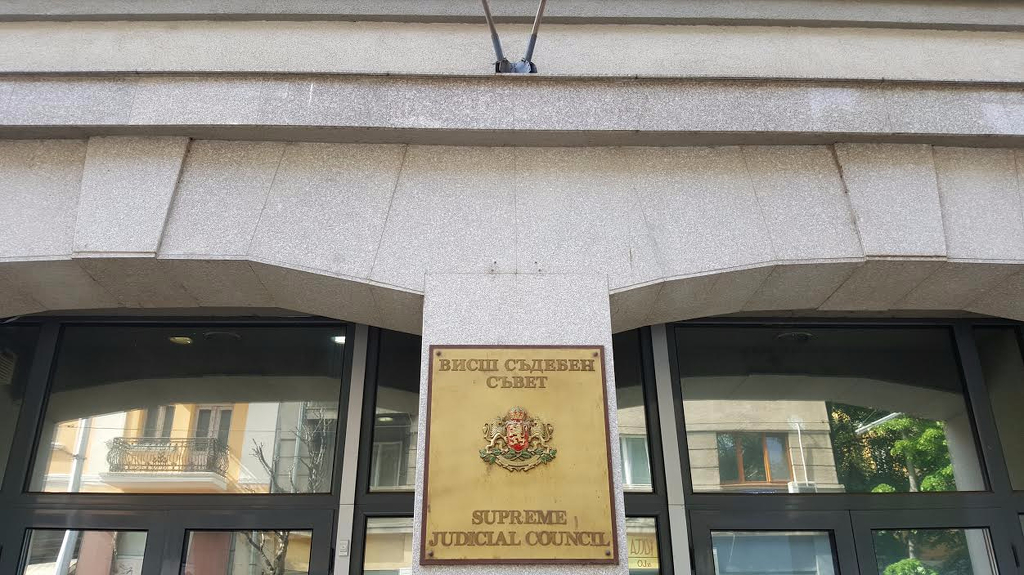 ВИСШ СЪДЕБЕН
СЪВЕТ
SUPREME
JUDICIAL COUNCIL